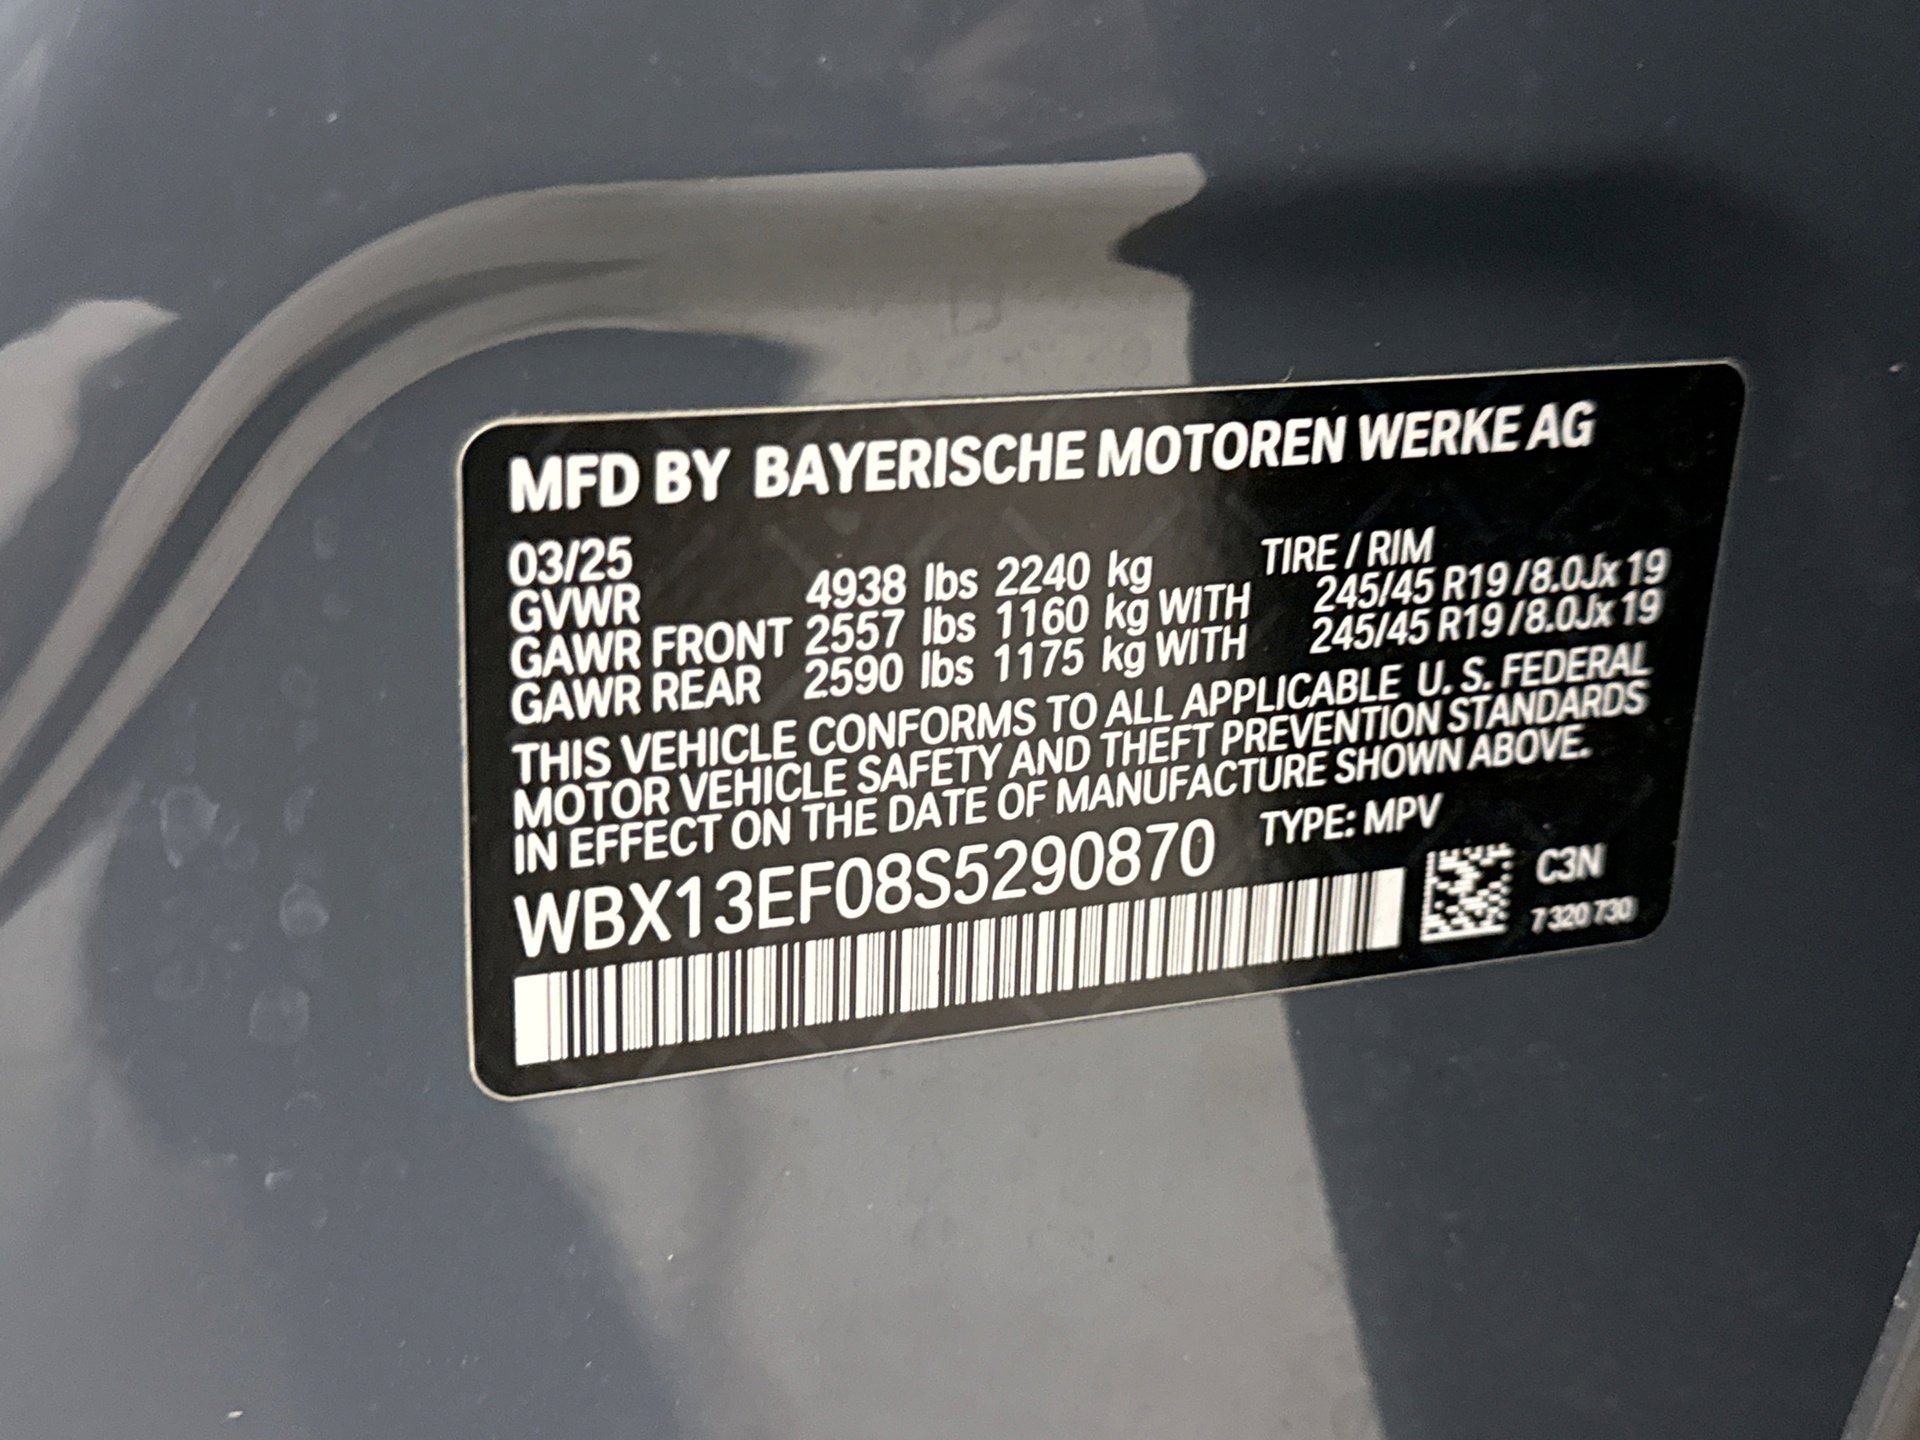 MFD BY BAYERISCHE MOTOREN WERKE AG
03/25 TIRE / RIM
GVWR 4938 lbs 2240 kg
GAWR FRONT 2557 lbs 1160 kg WITH 245/45 R19 /8.0Jx 19
GAWR REAR 2590 lbs 1175 kg WITH 245/45 R19 /8.0Jx 19
THIS VEHICLE CONFORMS TO ALL APPLICABLE U. S. FEDERAL
MOTOR VEHICLE SAFETY AND THEFT PREVENTION STANDARDS
IN EFFECT ON THE DATE OF MANUFACTURE SHOWN ABOVE.
WBX13EF08S5290870 TYPE: MPV
C3N
7 320 730